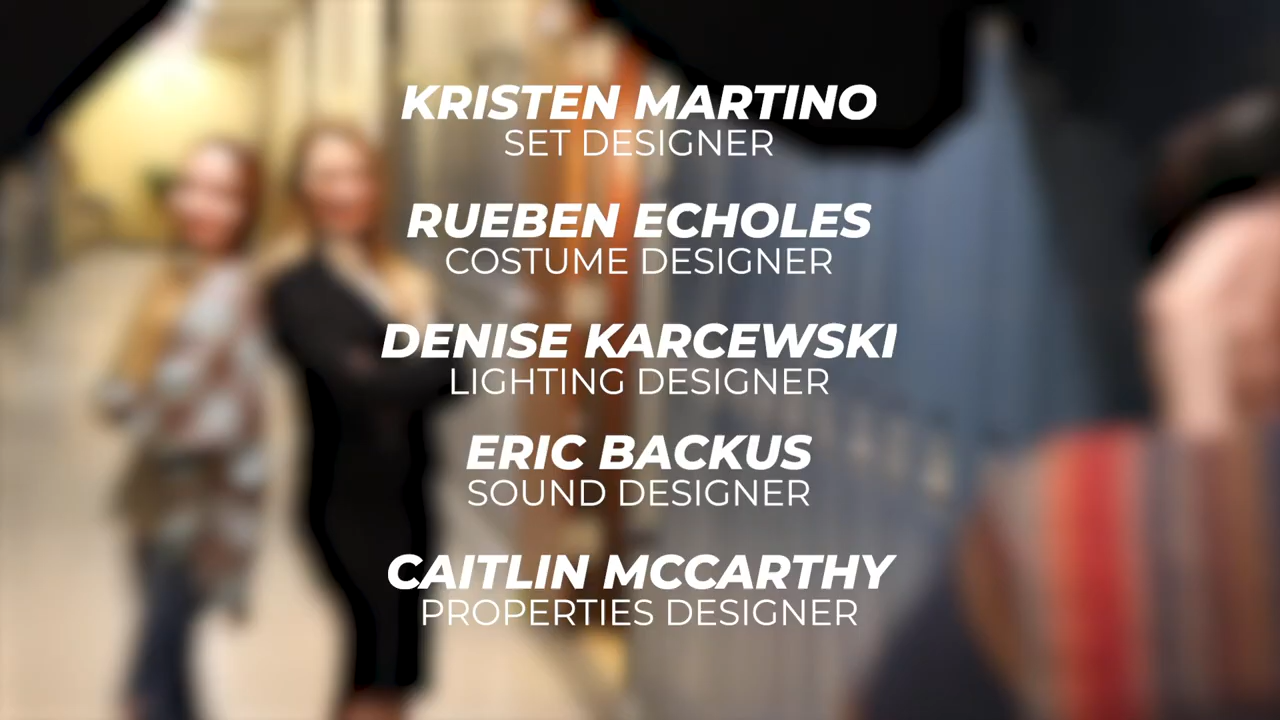 KRISTEN MARTINO
SET DESIGNER
RUEBEN ECHOLES
COSTUME DESIGNER
DENISE KARCEWSKI
LIGHTING DESIGNER
ERIC BACKUS
SOUND DESIGNER
CAITLIN MCCARTHY
PROPERTIES DESIGNER